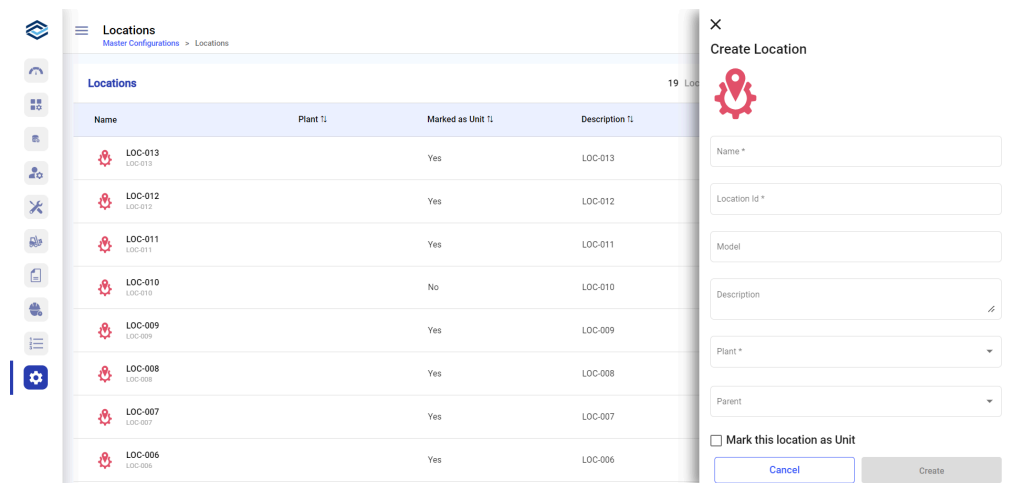 Locations
Master Configurations > Locations
Locations
19
Name Plant Marked as Unit Description
LOC-013
LOC-013
Yes LOC-013
LOC-012
LOC-012
Yes LOC-012
LOC-011
LOC-011
Yes LOC-011
LOC-010
LOC-010
No LOC-010
LOC-009
LOC-009
Yes LOC-009
LOC-008
LOC-008
Yes LOC-008
LOC-007
LOC-007
Yes LOC-007
LOC-006
LOC-006
Yes LOC-006
Create Location
Name *
Location Id *
Model
Description
Plant *
Parent
Mark this location as Unit
Cancel Create